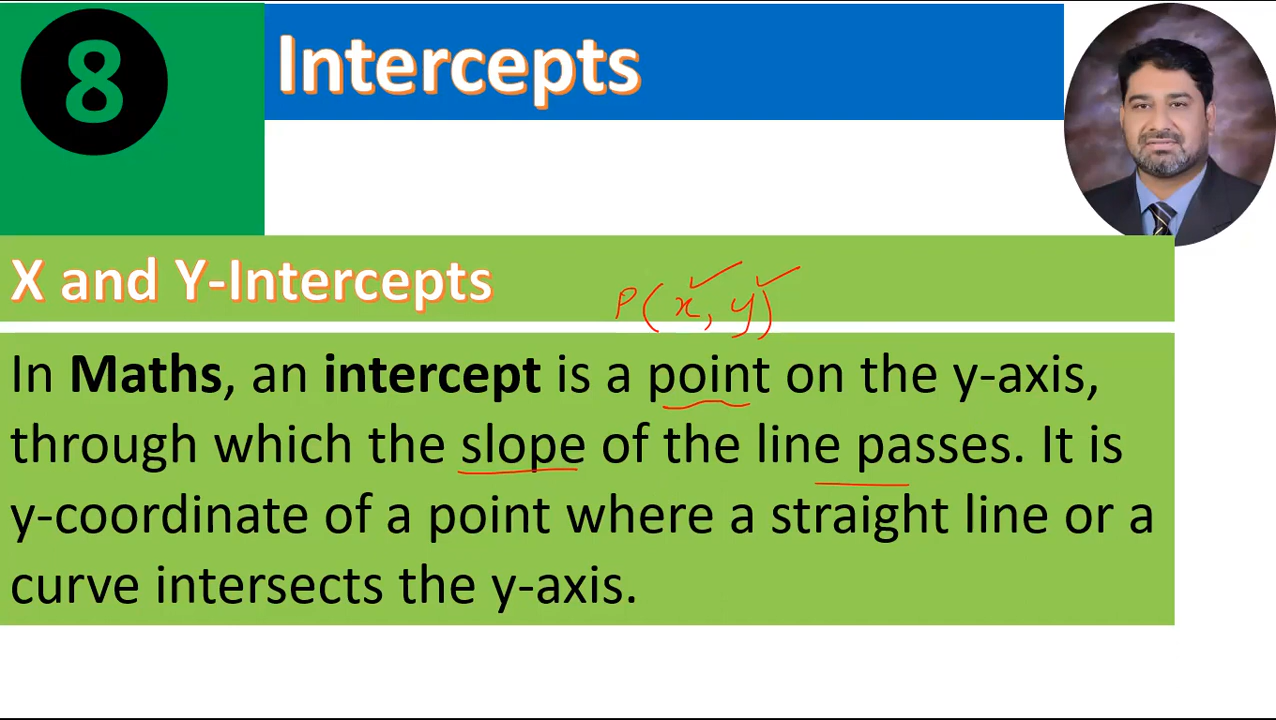 8
Intercepts
X and Y-Intercepts
P(x, y)
In Maths, an intercept is a point on the y-axis,
through which the slope of the line passes. It is
y-coordinate of a point where a straight line or a
curve intersects the y-axis.